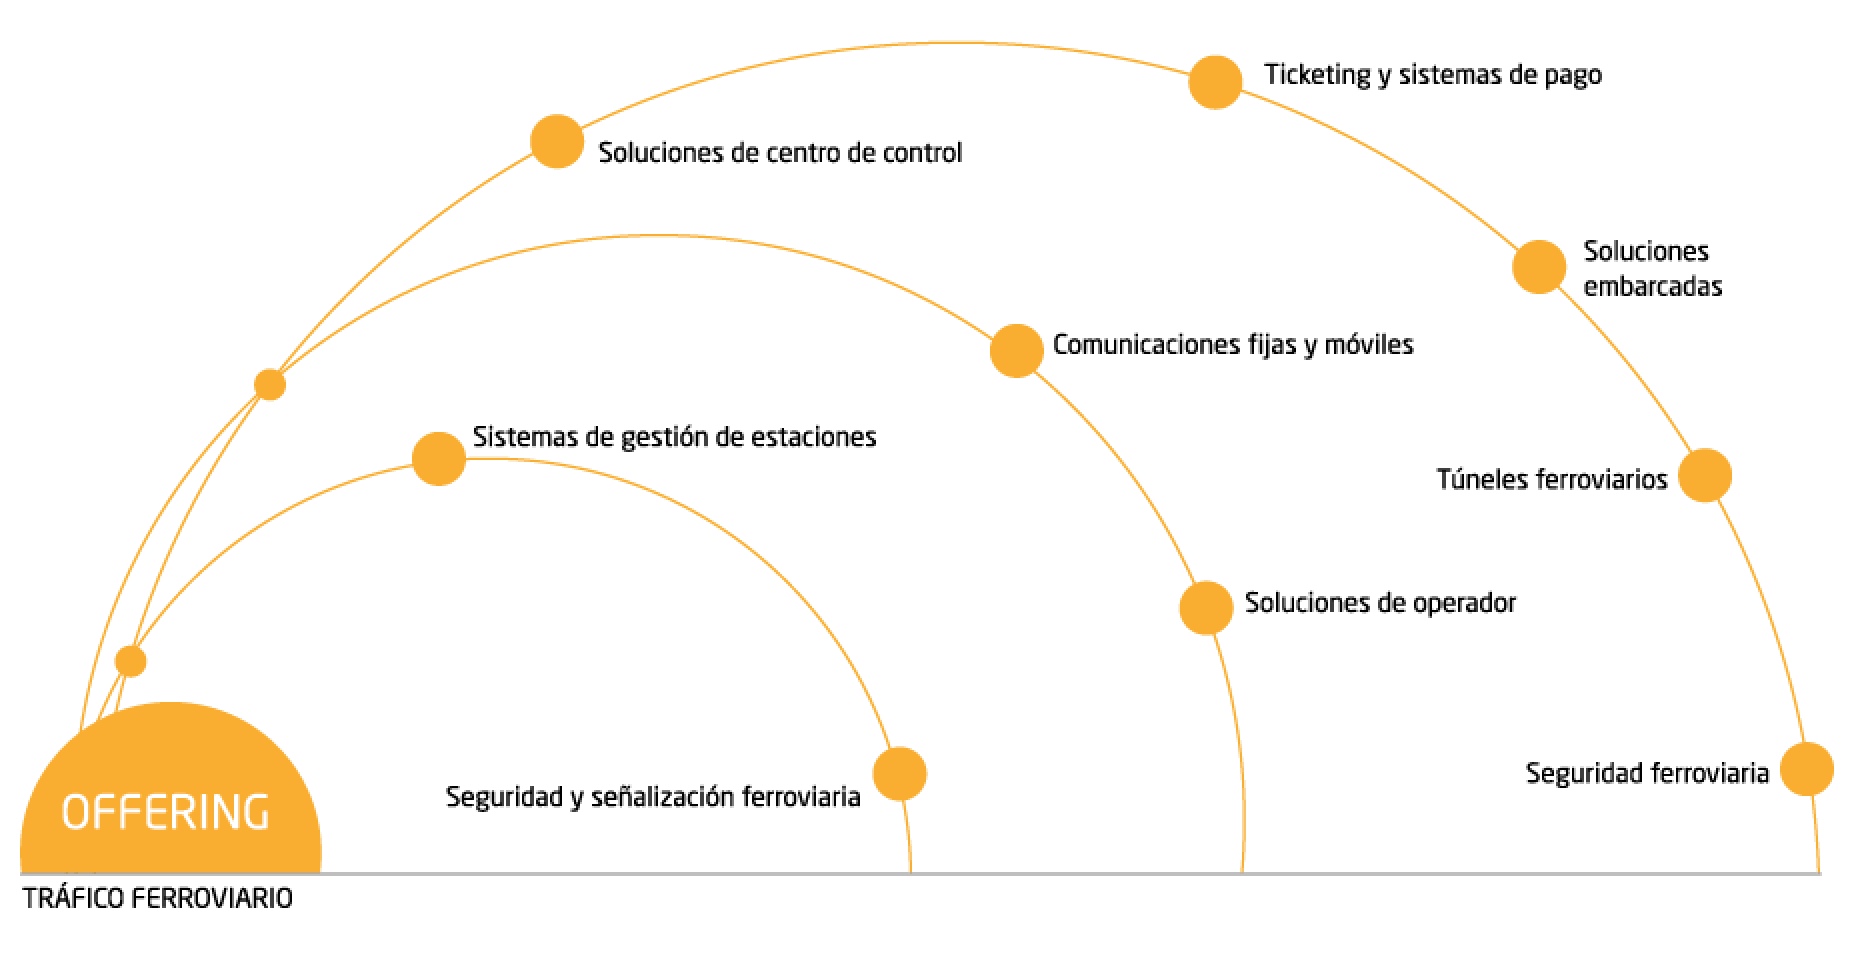 Ticketing y sistemas de pago
Soluciones de centro de control
Soluciones
embarcadas
Comunicaciones fijas y móviles
Sistemas de gestión de estaciones
Túneles ferroviarios
Soluciones de operador
Seguridad ferroviaria
Seguridad y señalización ferroviaria
OFFERING
TRÁFICO FERROVIARIO